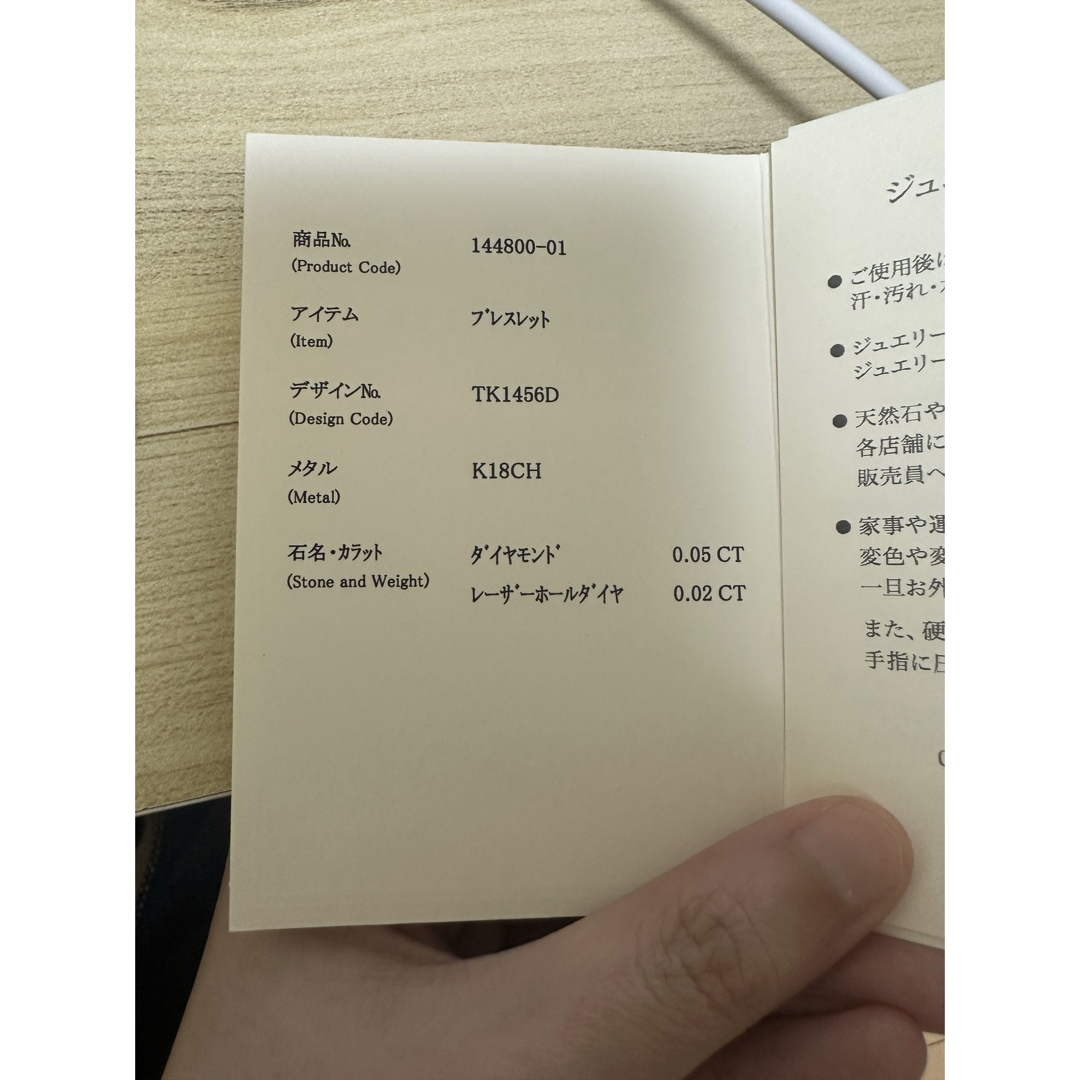 商品№
(Product Code)
144800-01
アイテム
(Item)
ﾌﾞﾚｽﾚｯﾄ
デザイン№
(Design Code)
TK1456D
メタル
(Metal)
K18CH
石名・カラット
(Stone and Weight)
ﾀﾞｲﾔﾓﾝﾄﾞ 0.05 CT
ﾚｰｻﾞｰﾎｰﾙﾀﾞｲﾔ 0.02 CT
ジュ
●ご使用後に
汗・汚れ・
●ジュエリー
ジュエリー
●天然石や
各店舗に
販売員へ
●家事や運
変色や変
一旦お外
また、硬
手指に圧